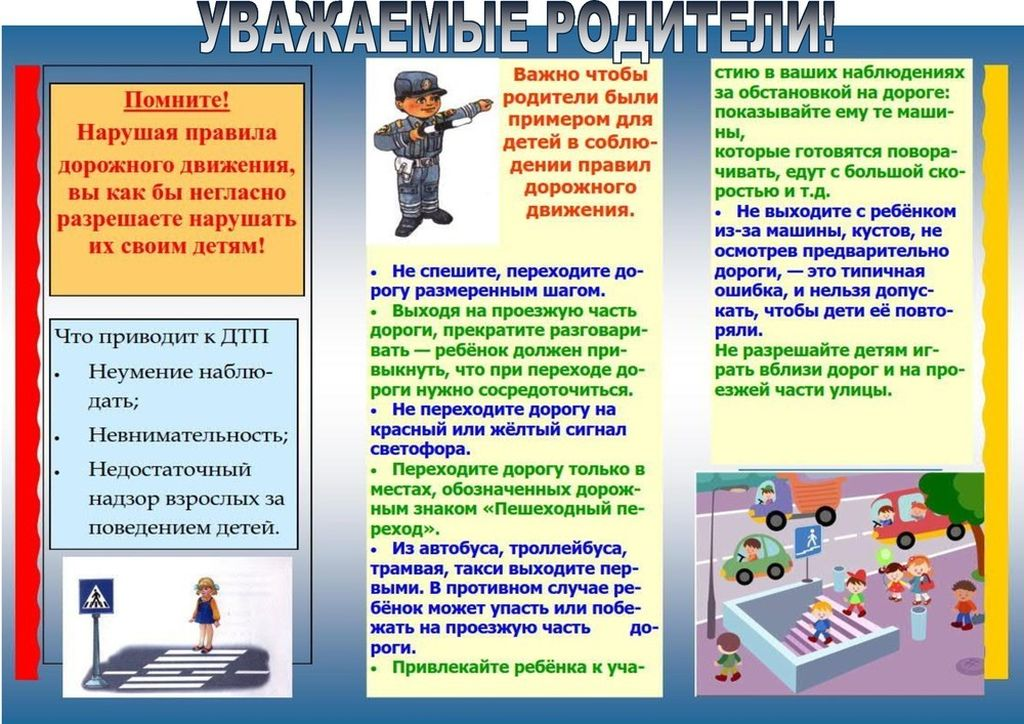 УВАЖАЕМЫЕ РОДИТЕЛИ!
Помните!
Нарушая правила
дорожного движения,
вы как бы негласно
разрешаете нарушать
их своим детям!
Что приводит к ДТП
• Неумение наблю-
дать;
• Невнимательность;
• Недостаточный
надзор взрослых за
поведением детей.
Важно чтобы
родители были
примером для
детей в соблю-
дении правил
дорожного
движения.
• Не спешите, переходите до-
рогу размеренным шагом.
• Выходя на проезжую часть
дороги, прекратите разговари-
вать — ребёнок должен при-
выкнуть, что при переходе до-
роги нужно сосредоточиться.
• Не переходите дорогу на
красный или жёлтый сигнал
светофора.
• Переходите дорогу только в
местах, обозначенных дорож-
ным знаком «Пешеходный пе-
реход».
• Из автобуса, троллейбуса,
трамвая, такси выходите пер-
выми. В противном случае ре-
бёнок может упасть или побе-
жать на проезжую часть до-
роги.
• Привлекайте ребёнка к уча-
стию в ваших наблюдениях
за обстановкой на дороге:
показывайте ему те маши-
ны,
которые готовятся повора-
чивать, едут с большой ско-
ростью и т.д.
• Не выходите с ребёнком
из-за машины, кустов, не
осмотрев предварительно
дороги, — это типичная
ошибка, и нельзя допус-
кать, чтобы дети её повто-
ряли.
Не разрешайте детям иг-
рать вблизи дорог и на про-
езжей части улицы.